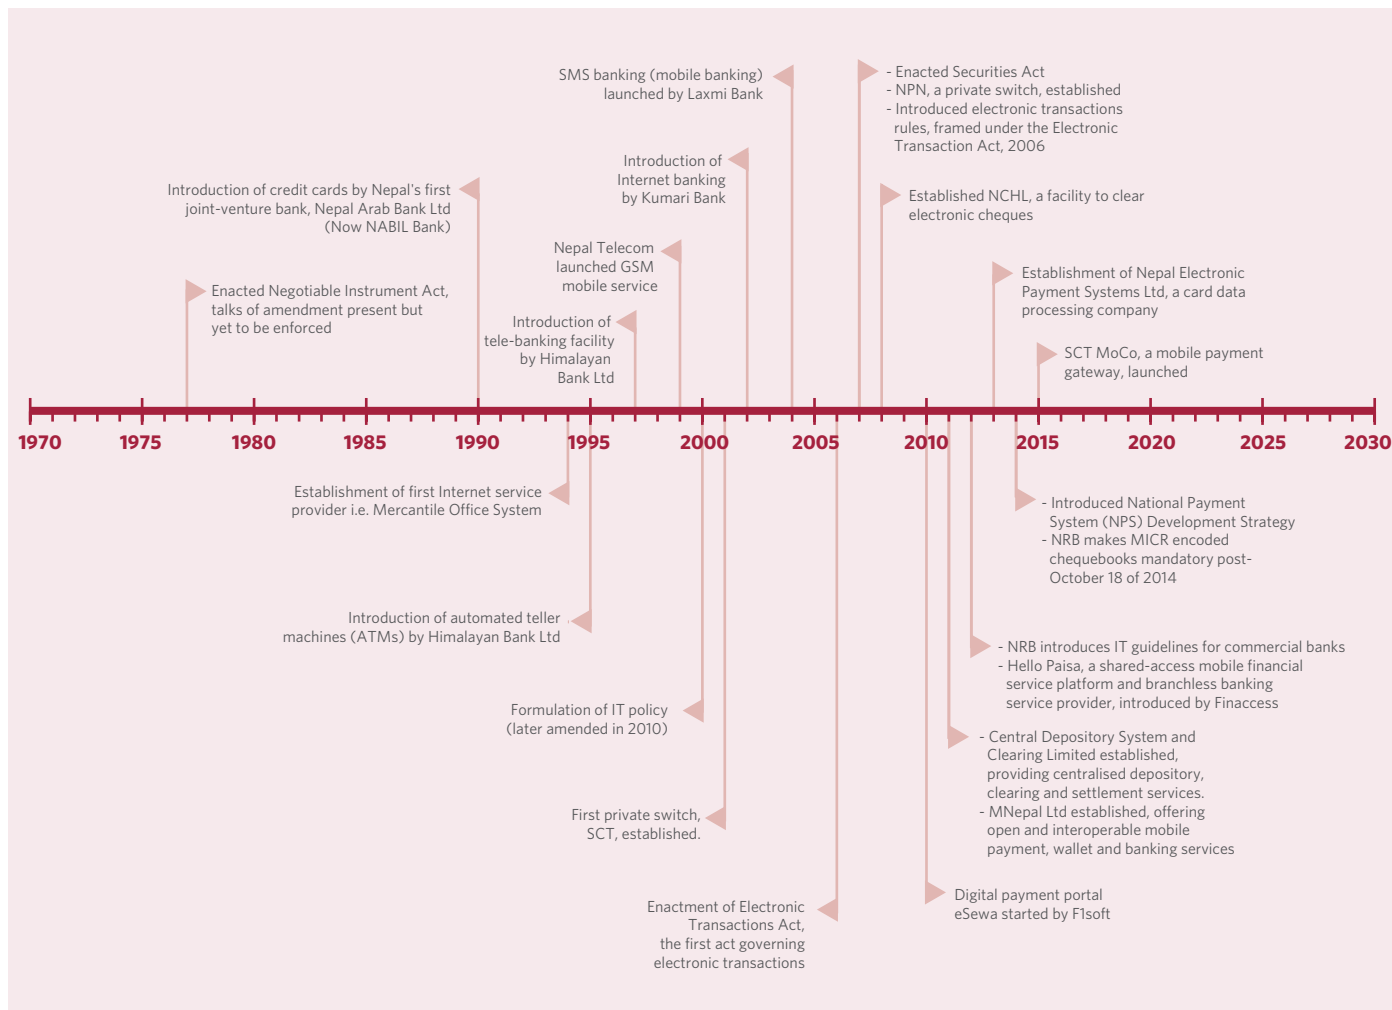 SMS banking (mobile banking)
launched by Laxmi Bank
- Enacted Securities Act
- NPN, a private switch, established
- Introduced electronic transactions
rules, framed under the Electronic
Transaction Act, 2006
Introduction of
Internet banking
by Kumari Bank
Introduction of credit cards by Nepal's first
joint-venture bank, Nepal Arab Bank Ltd
(Now NABIL Bank)
Established NCHL, a facility to clear
electronic cheques
Nepal Telecom
launched GSM
mobile service
Establishment of Nepal Electronic
Payment Systems Ltd, a card data
processing company
Enacted Negotiable Instrument Act,
talks of amendment present but
yet to be enforced
Introduction of
tele-banking facility
by Himalayan
Bank Ltd
SCT MoCo, a mobile payment
gateway, launched
1970 1975 1980 1985 1990 1995 2000 2005 2010 2015 2020 2025 2030
Establishment of first Internet service
provider i.e. Mercantile Office System
- Introduced National Payment
System (NPS) Development Strategy
- NRB makes MICR encoded
chequebooks mandatory post-
October 18 of 2014
Introduction of automated teller
machines (ATMs) by Himalayan Bank Ltd
- NRB introduces IT guidelines for commercial banks
- Hello Paisa, a shared-access mobile financial
service platform and branchless banking
service provider, introduced by Finaccess
Formulation of IT policy
(later amended in 2010)
- Central Depository System and
Clearing Limited established,
providing centralised depository,
clearing and settlement services.
- MNepal Ltd established, offering
open and interoperable mobile
payment, wallet and banking services
First private switch,
SCT, established.
Digital payment portal
eSewa started by F1soft
Enactment of Electronic
Transactions Act,
the first act governing
electronic transactions